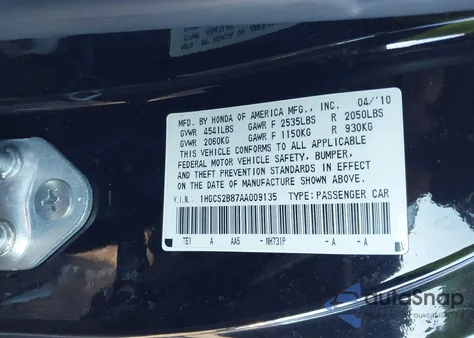 MFD. BY HONDA OF AMERICA MFG., INC. 04/'10
GVWR 4541LBS GAWR F 2535LBS R 2050LBS
GVWR 2060KG GAWR F 1150KG R 930KG
THIS VEHICLE CONFORMS TO ALL APPLICABLE
FEDERAL MOTOR VEHICLE SAFETY, BUMPER,
AND THEFT PREVENTION STANDARDS IN EFFECT
ON THE DATE OF MANUFACTURE SHOWN ABOVE.
V.I.N.: 1HGCS2B87AA009135 TYPE:PASSENGER CAR
TE1 A AA5 -NH731P -A -A
autoSnap